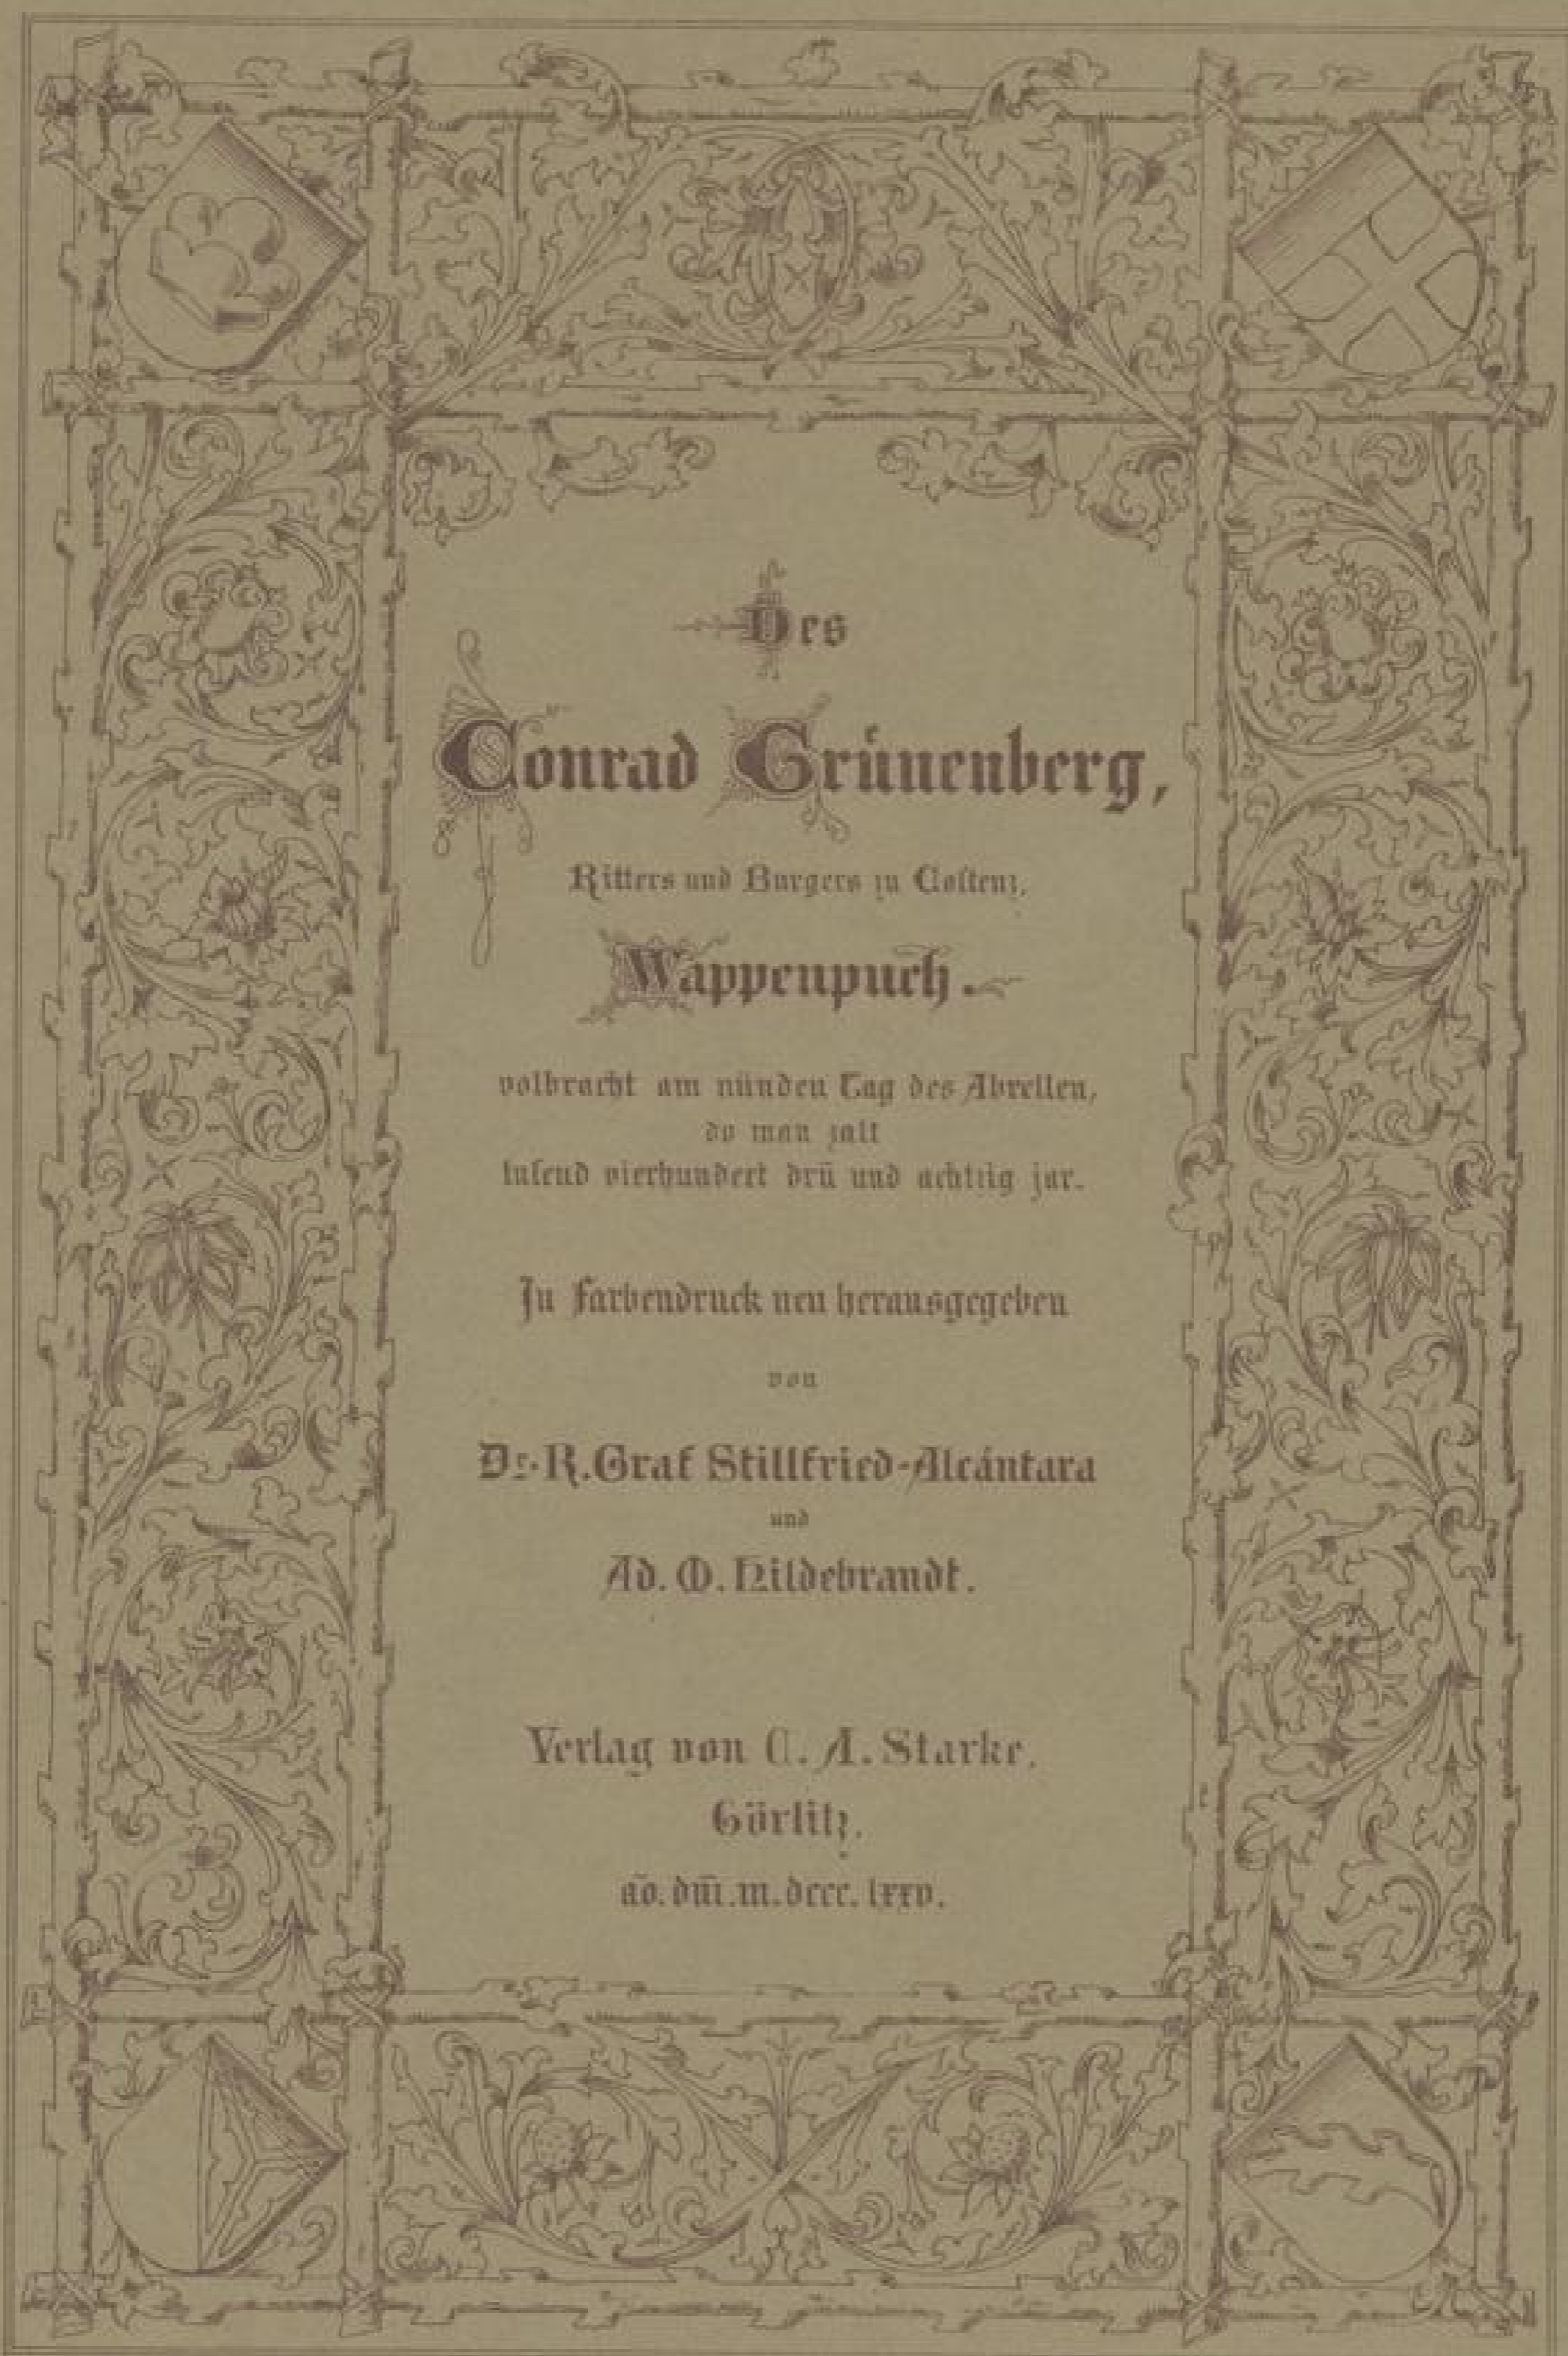 Des
Conrad Grünenberg,
Ritters und Burgers zu Costenz,
Wappenpuch.
volbracht am nünden Tag des Abrellen,
do man zalt
tusend vierhundert drü und achtzig jar.
In Farbendruck neu herausgegeben
von
Dr. R. Graf Stillfried-Alcántara
und
Ad. M. Hildebrandt.
Verlag von C. A. Starke,
Görlitz,
aō. dm̄. m. dccc. lxxv.